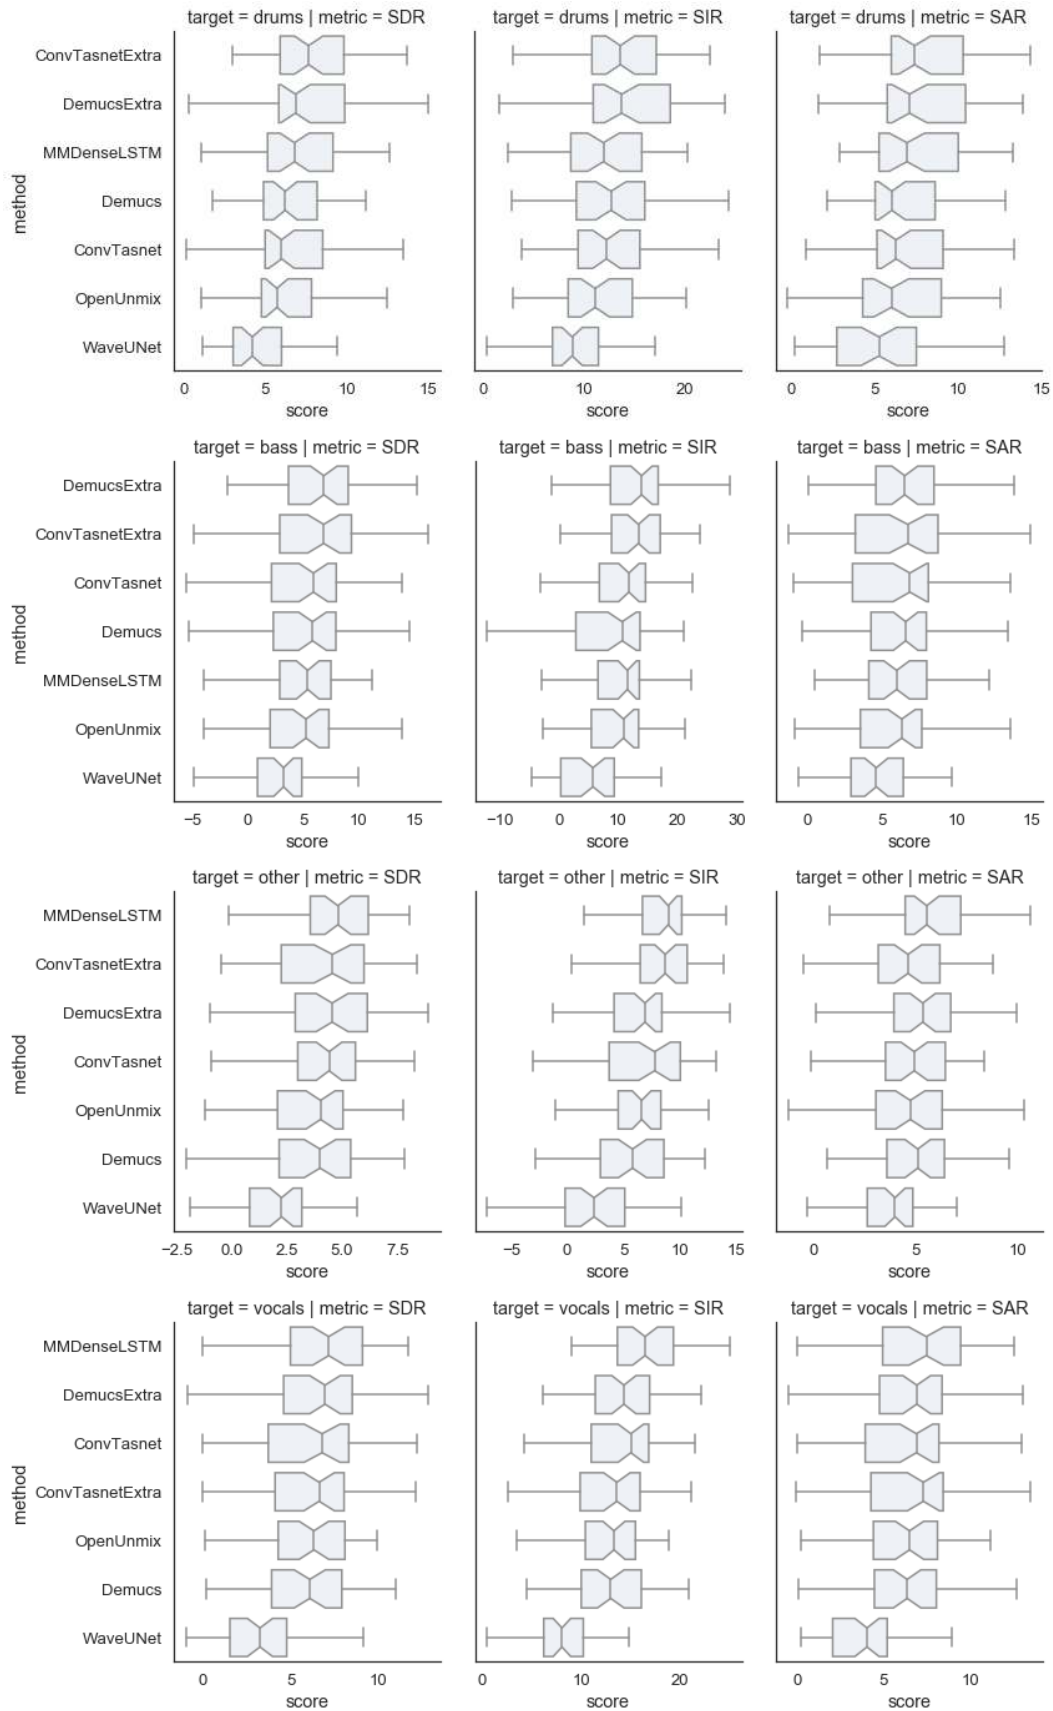 target = drums | metric = SDR
target = drums | metric = SIR
target = drums | metric = SAR
ConvTasnetExtra
DemucsExtra
MMDenseLSTM
Demucs
ConvTasnet
OpenUnmix
WaveUNet
method
0 5 10 15
0 10 20
0 5 10 15
score
score
score
target = bass | metric = SDR
target = bass | metric = SIR
target = bass | metric = SAR
DemucsExtra
ConvTasnetExtra
ConvTasnet
Demucs
MMDenseLSTM
OpenUnmix
WaveUNet
method
−5 0 5 10 15
−10 0 10 20 30
0 5 10 15
score
score
score
target = other | metric = SDR
target = other | metric = SIR
target = other | metric = SAR
MMDenseLSTM
ConvTasnetExtra
DemucsExtra
ConvTasnet
OpenUnmix
Demucs
WaveUNet
method
−2.5 0.0 2.5 5.0 7.5
−5 0 5 10 15
0 5 10
score
score
score
target = vocals | metric = SDR
target = vocals | metric = SIR
target = vocals | metric = SAR
MMDenseLSTM
DemucsExtra
ConvTasnet
ConvTasnetExtra
OpenUnmix
Demucs
WaveUNet
method
0 5 10
0 10 20
0 5 10
score
score
score